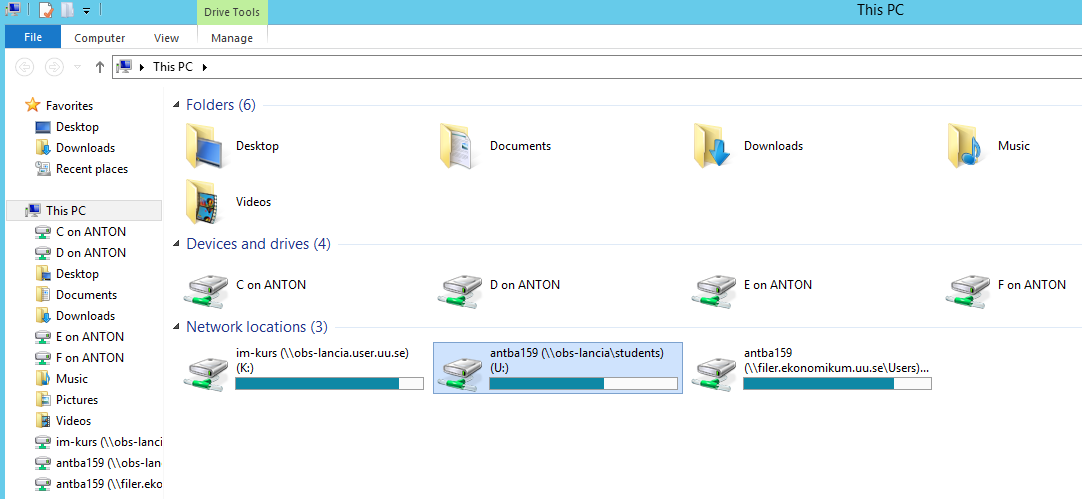 Drive Tools
This PC
File
Computer
View
Manage
This PC
Favorites
Desktop
Downloads
Recent places
This PC
C on ANTON
D on ANTON
Desktop
Documents
Downloads
E on ANTON
F on ANTON
Music
Pictures
Videos
im-kurs (\\obs-lanci
antba159 (\\obs-lan
antba159 (\\filer.eko
Folders (6)
Desktop
Documents
Downloads
Music
Videos
Devices and drives (4)
C on ANTON
D on ANTON
E on ANTON
F on ANTON
Network locations (3)
im-kurs (\\obs-lancia.user.uu.se)
(K:)
antba159 (\\obs-lancia\students)
(U:)
antba159
(\\filer.ekonomikum.uu.se\Users)...